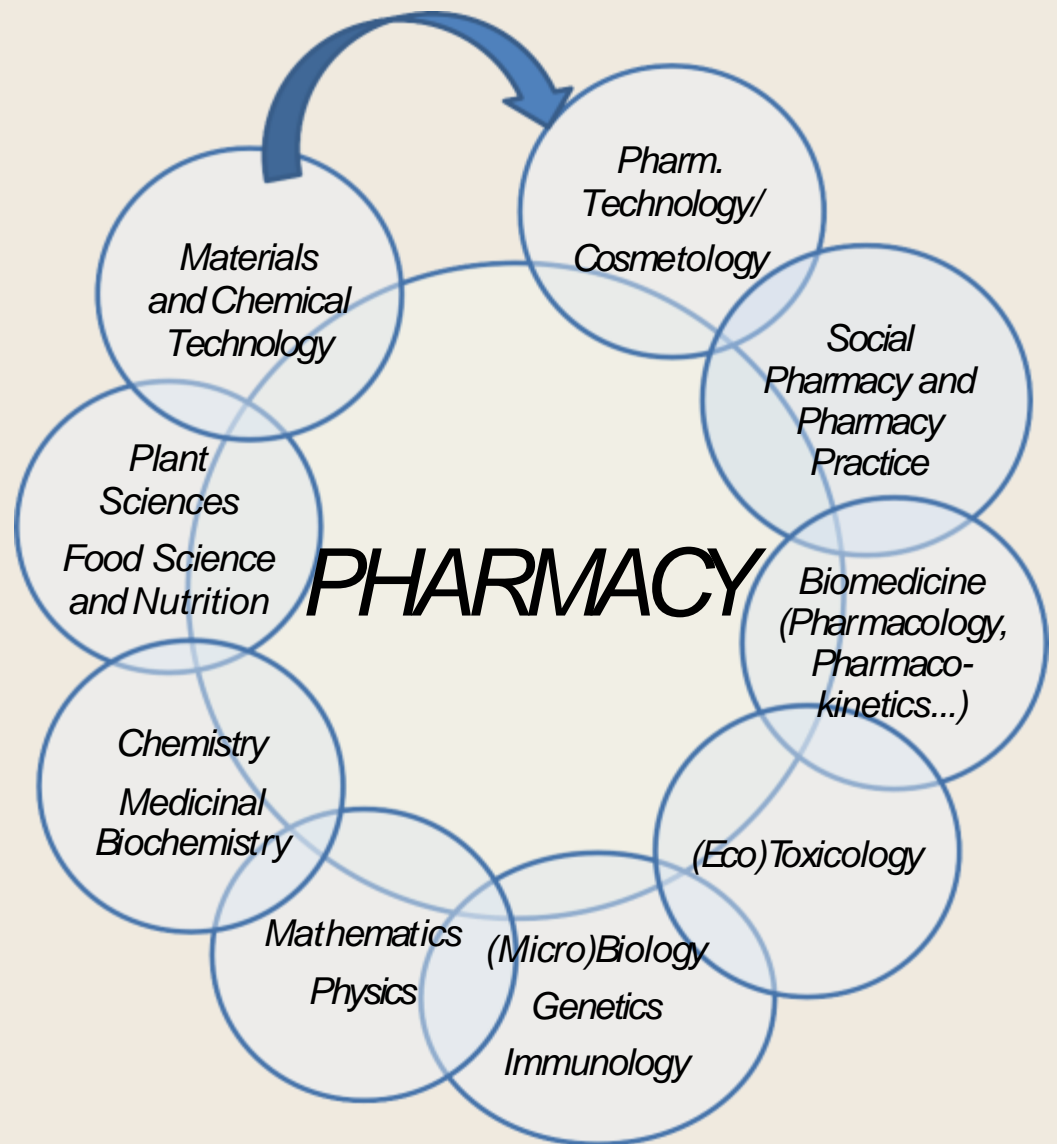 Pharm.
Technology/
Cosmetology
Social
Pharmacy and
Pharmacy
Practice
Biomedicine
(Pharmacology,
Pharmaco-
kinetics...)
(Eco)Toxicology
(Micro)Biology
Genetics
Immunology
Mathematics
Physics
Chemistry
Medicinal
Biochemistry
Plant
Sciences
Food Science
and Nutrition
Materials
and Chemical
Technology
PHARMACY